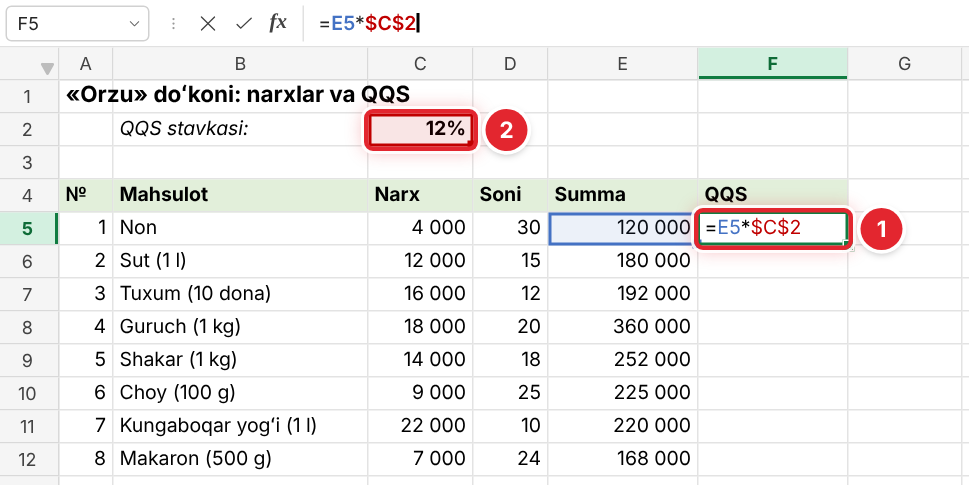 F5 fx =E5*$C$2
A B C D E F G
1 «Orzu» doʻkoni: narxlar va QQS
2 QQS stavkasi: 12% 2
3
4 № Mahsulot Narx Soni Summa QQS
5 1 Non 4 000 30 120 000 =E5*$C$2 1
6 2 Sut (1 l) 12 000 15 180 000
7 3 Tuxum (10 dona) 16 000 12 192 000
8 4 Guruch (1 kg) 18 000 20 360 000
9 5 Shakar (1 kg) 14 000 18 252 000
10 6 Choy (100 g) 9 000 25 225 000
11 7 Kungaboqar yogʻi (1 l) 22 000 10 220 000
12 8 Makaron (500 g) 7 000 24 168 000